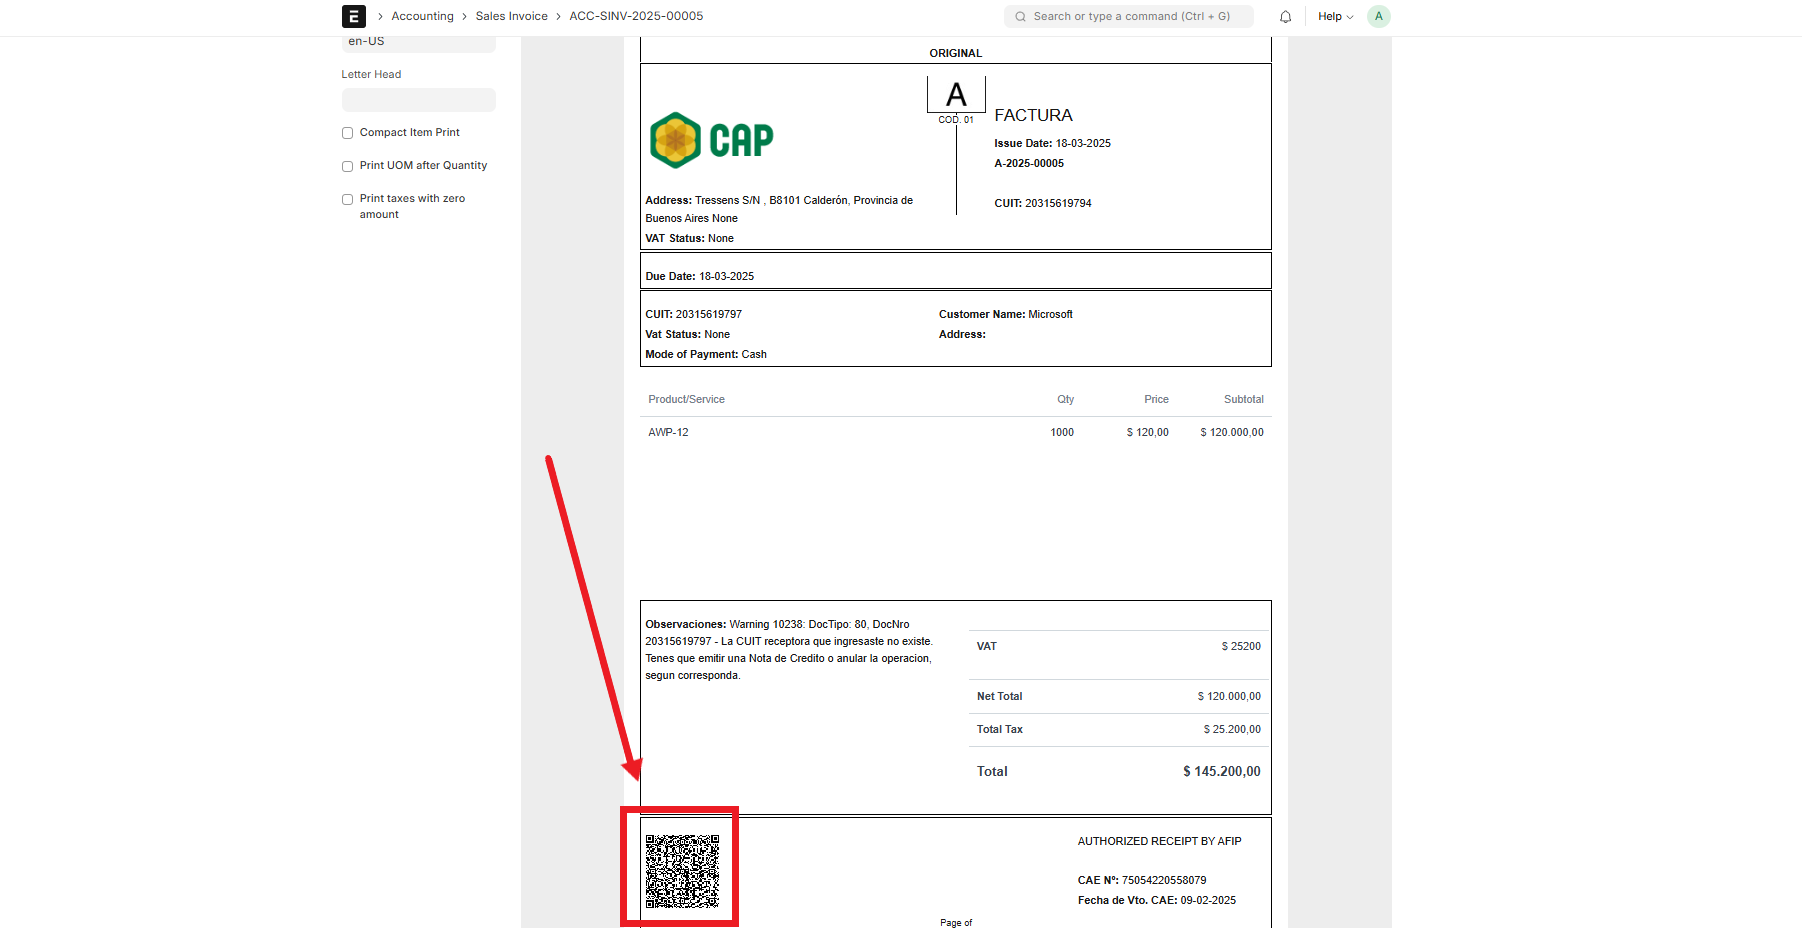 E > Accounting > Sales Invoice > ACC-SINV-2025-00005
Search or type a command (Ctrl + G)
Help
A
en-US
Letter Head
Compact Item Print
Print UOM after Quantity
Print taxes with zero
amount
ORIGINAL
A
COD. 01
CAP
FACTURA
Issue Date: 18-03-2025
A-2025-00005
CUIT: 20315619794
Address: Tressens S/N , B8101 Calderón, Provincia de
Buenos Aires None
VAT Status: None
Due Date: 18-03-2025
CUIT: 20315619797
Vat Status: None
Mode of Payment: Cash
Customer Name: Microsoft
Address:
Product/Service Qty Price Subtotal
AWP-12 1000 $ 120,00 $ 120.000,00
Observaciones: Warning 10238: DocTipo: 80, DocNro
20315619797 - La CUIT receptora que ingresaste no existe.
Tenes que emitir una Nota de Credito o anular la operacion,
segun corresponda.
VAT $ 25200
Net Total $ 120.000,00
Total Tax $ 25.200,00
Total $ 145.200,00
AUTHORIZED RECEIPT BY AFIP
CAE Nº: 75054220558079
Fecha de Vto. CAE: 09-02-2025
Page of